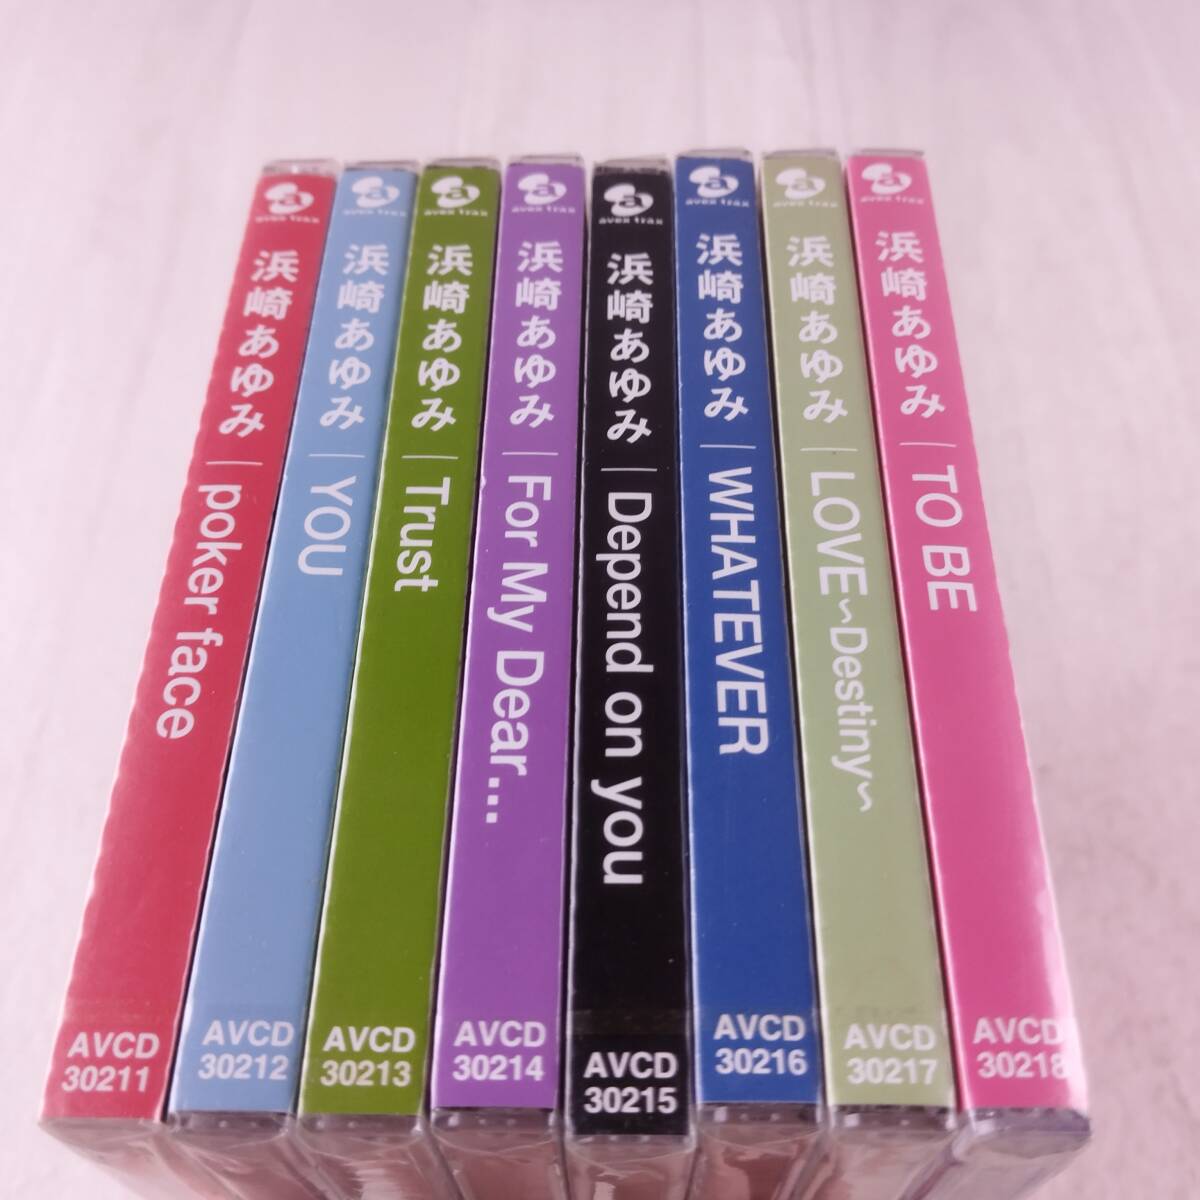 a
avex trax
浜崎あゆみ | poker face
AVCD
30211
a
avex trax
浜崎あゆみ | YOU
AVCD
30212
a
avex trax
浜崎あゆみ | Trust
AVCD
30213
a
avex trax
浜崎あゆみ | For My Dear...
AVCD
30214
a
avex trax
浜崎あゆみ | Depend on you
AVCD
30215
a
avex trax
浜崎あゆみ | WHATEVER
AVCD
30216
a
avex trax
浜崎あゆみ | LOVE~Destiny~
AVCD
30217
a
avex trax
浜崎あゆみ | TO BE
AVCD
30218